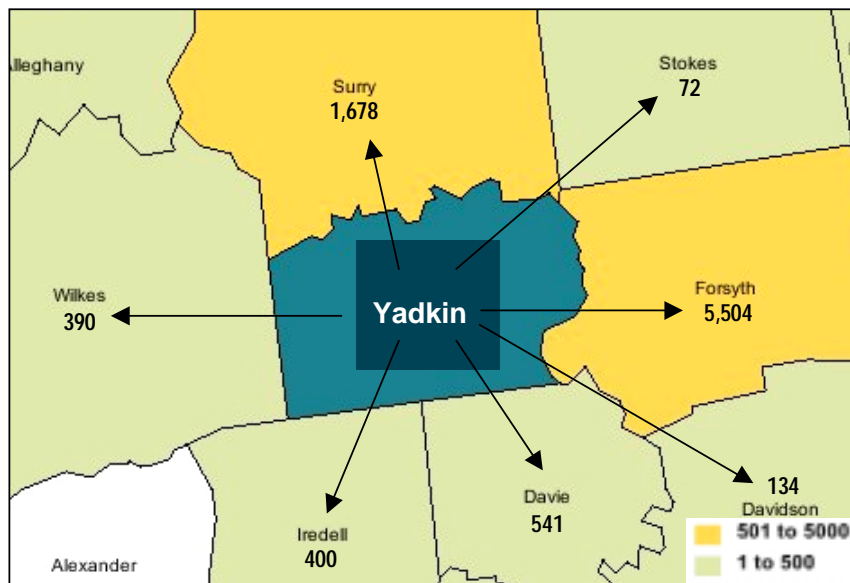 Alleghany
Surry
1,678
Stokes
72
Wilkes
390
Yadkin
Forsyth
5,504
Iredell
400
Davie
541
134
Davidson
Alexander
501 to 5000
1 to 500